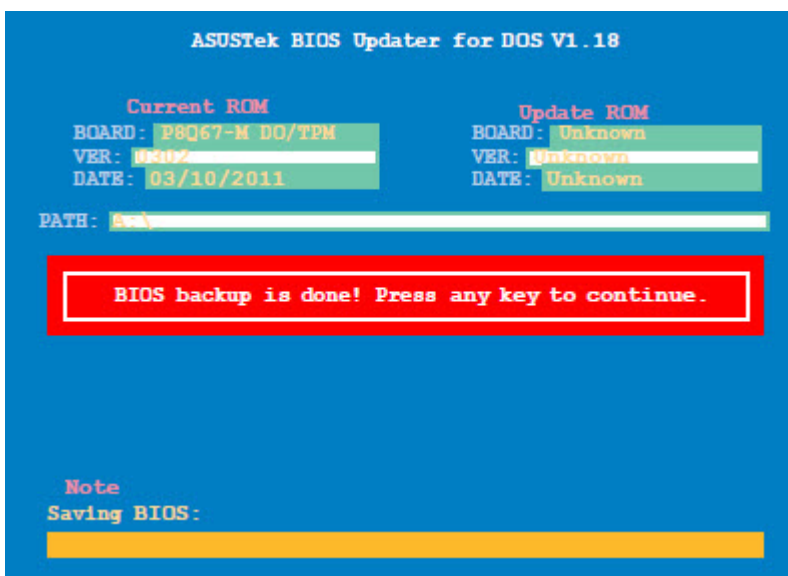 ASUSTek BIOS Updater for DOS V1.18
Current ROM
BOARD: P8Q67-M DO/TPM
VER: 0302
DATE: 03/10/2011
Update ROM
BOARD: Unknown
VER: Unknown
DATE: Unknown
PATH: A:\
BIOS backup is done! Press any key to continue.
Note
Saving BIOS: